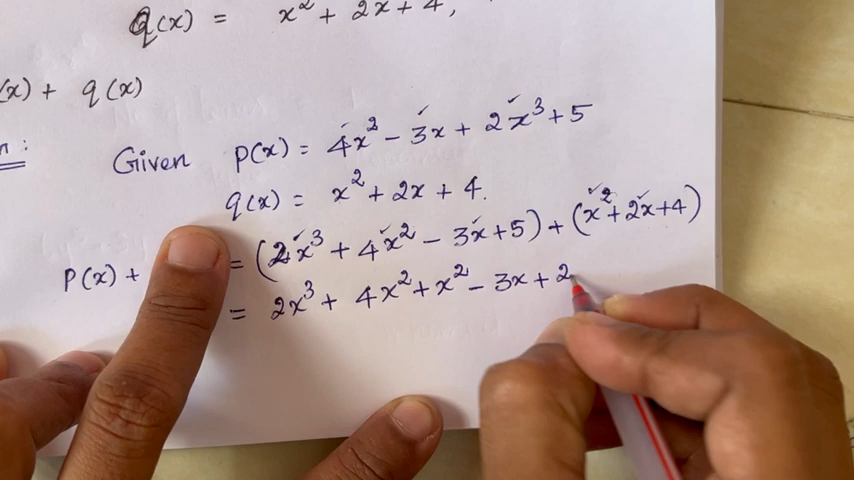 q(x) = x² + 2x + 4,
(x) + q(x)
n:
Given p(x) = 4x² - 3x + 2x³ + 5
q(x) = x² + 2x + 4.
p(x) + = (2x³ + 4x² - 3x + 5) + (x² + 2x + 4)
= 2x³ + 4x² + x² - 3x + 2